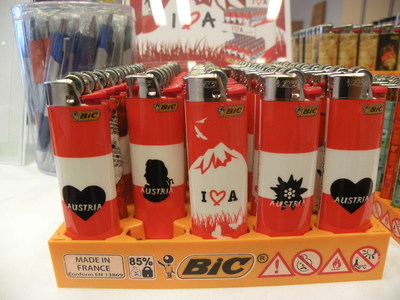 I ♡ A
BiC
BiC
BiC
BiC
BiC
AUSTRIA
AUSTRIA
I ♡ A
AUSTRIA
AUSTRIA
MADE IN
FRANCE
Conform EN 13869
85%
BiC®